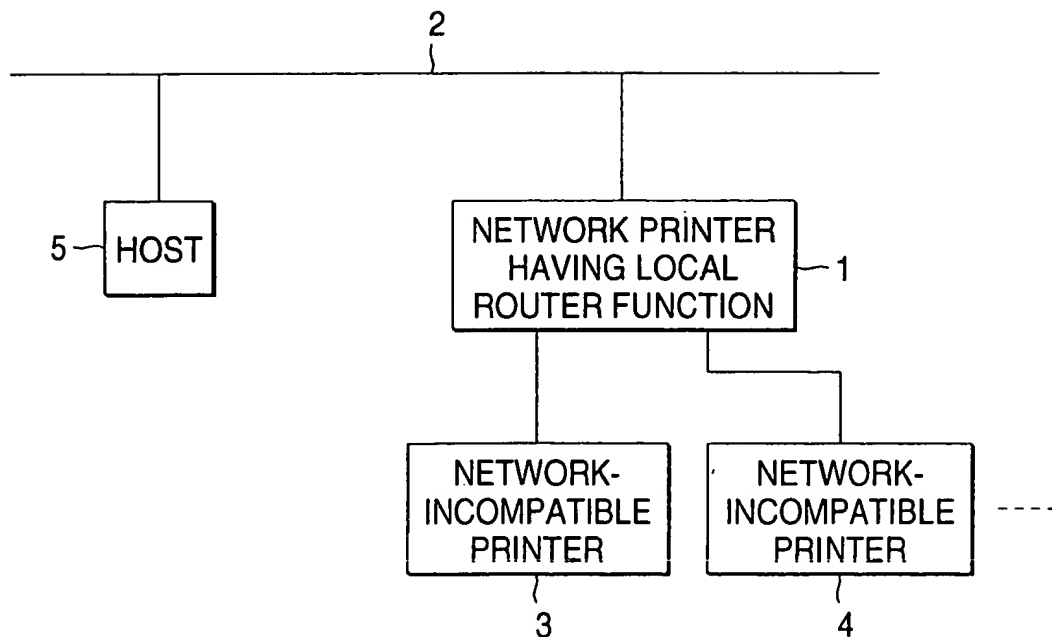 2
5
HOST
NETWORK PRINTER
HAVING LOCAL
ROUTER FUNCTION
1
NETWORK-
INCOMPATIBLE
PRINTER
NETWORK-
INCOMPATIBLE
PRINTER
3
4